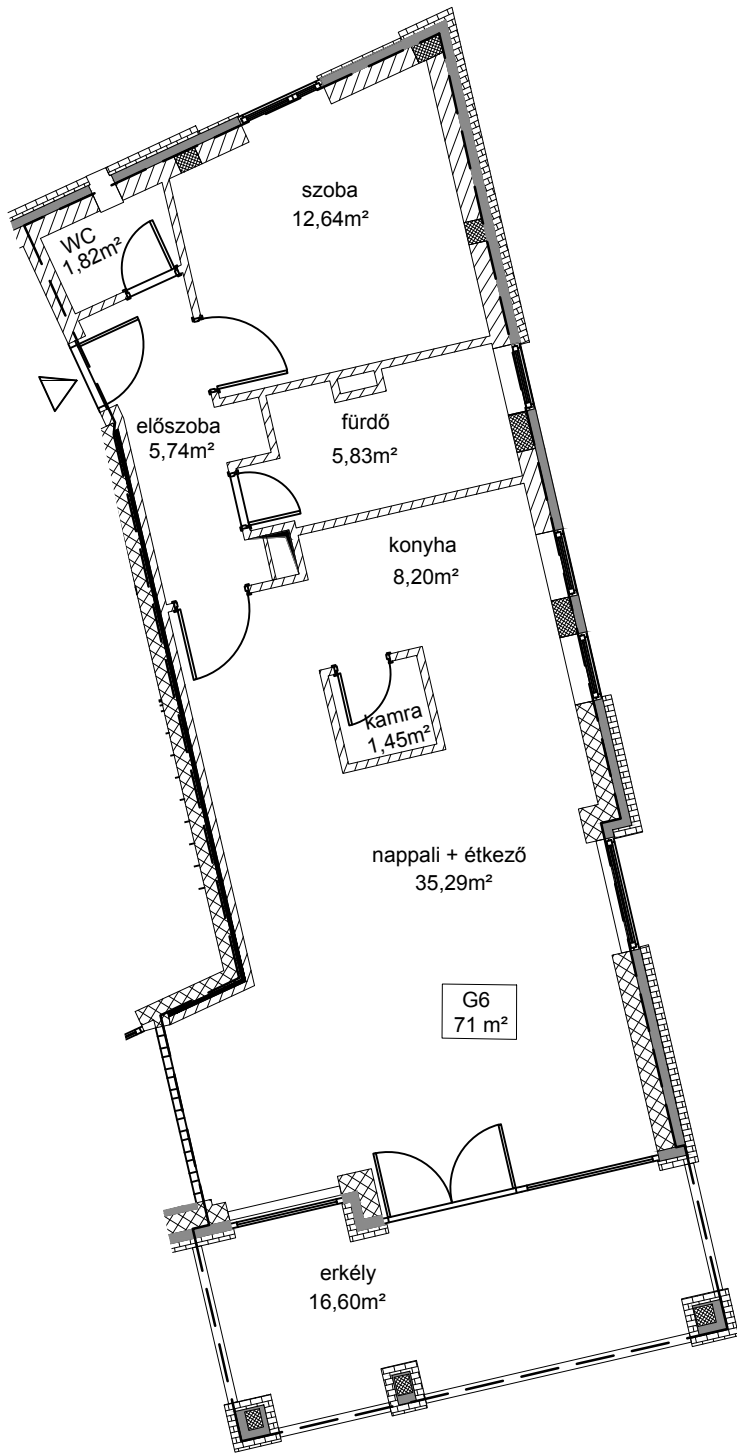 szoba
12,64m²
WC
1,82m²
előszoba
5,74m²
fürdő
5,83m²
konyha
8,20m²
kamra
1,45m²
nappali + étkező
35,29m²
G6
71 m²
erkély
16,60m²